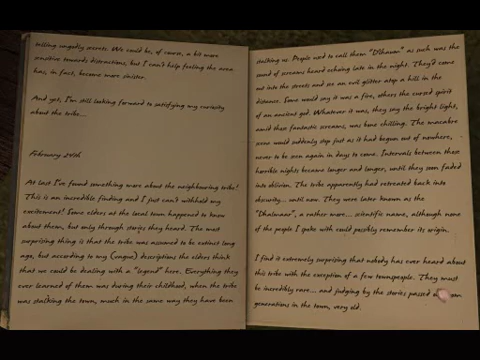 telling ungodly secrets. We could be, of course, a bit more
sensitive towards distractions, but I can't help feeling the area
has, in fact, become more sinister.
And yet, I'm still looking forward to satisfying my curiosity
about the tribe...
February 24th
At last I've found something more about the neighbouring tribe!
This is an incredible finding and I just can't withhold my
excitement! Some elders at the local town happened to know
about them, but only through stories they heard. The most
surprising thing is that the tribe was assumed to be extinct long
ago, but according to my (vague) descriptions the elders think
that we could be dealing with a "legend" here. Everything they
ever learned of them was during their childhood, when the tribe
was stalking the town, much in the same way they have been
stalking us. People used to call them as such was the
sound of screams heard echoing late in the night. They'd come
out into the streets and see an evil glitter atop a hill in the
distance. Some would say it was a fire, others the cursed spirit
of an ancient god. Whatever it was, they say the bright light,
amid those fantastic screams, was bone chilling. The macabre
scene would suddenly stop just as it had begun out of nowhere,
never to be seen again in days to come. Intervals between these
horrible nights became longer and longer, until they soon faded
into oblivion. The tribe apparently had retreated back into
obscurity... until now. They were later known as the
"Dhalmaar", a rather more... scientific name, although none
of the people I spoke with could possibly remember its origin.
I find it extremely surprising that nobody has ever heard about
this tribe with the exception of a few townspeople. They must
be incredibly rare... and judging by the stories passed
generations in the town, very old.